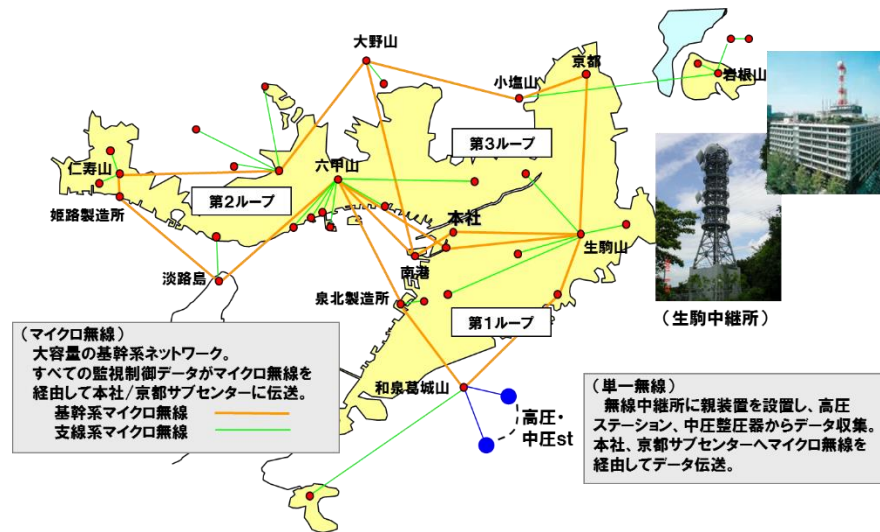 大野山
京都
小塩山
岩根山
第3ループ
仁寿山
六甲山
第2ループ
姫路製造所
本社
生駒山
南港
淡路島
泉北製造所
（生駒中継所）
第1ループ
（マイクロ無線）
大容量の基幹系ネットワーク。
すべての監視制御データがマイクロ無線を
経由して本社/京都サブセンターに伝送。
基幹系マイクロ無線
支線系マイクロ無線
和泉葛城山
高圧・
中圧st
（単一無線）
無線中継所に親装置を設置し、高圧
ステーション、中圧整圧器からデータ収集。
本社、京都サブセンターへマイクロ無線を
経由してデータ伝送。